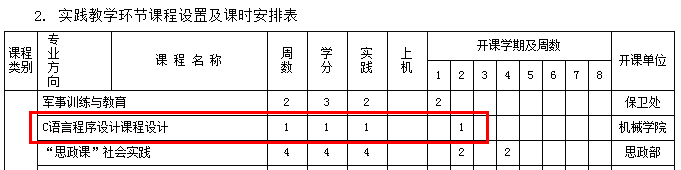 2. 实践教学环节课程设置及课时安排表
课程类别 专业方向 课 程 名 称 周数 学分 实践 上机 开课学期及周数 开课单位
1 2 3 4 5 6 7 8
军事训练与教育 2 3 2 2 保卫处
C语言程序设计课程设计 1 1 1 1 机械学院
“思政课”社会实践 4 4 4 2 2 思政部